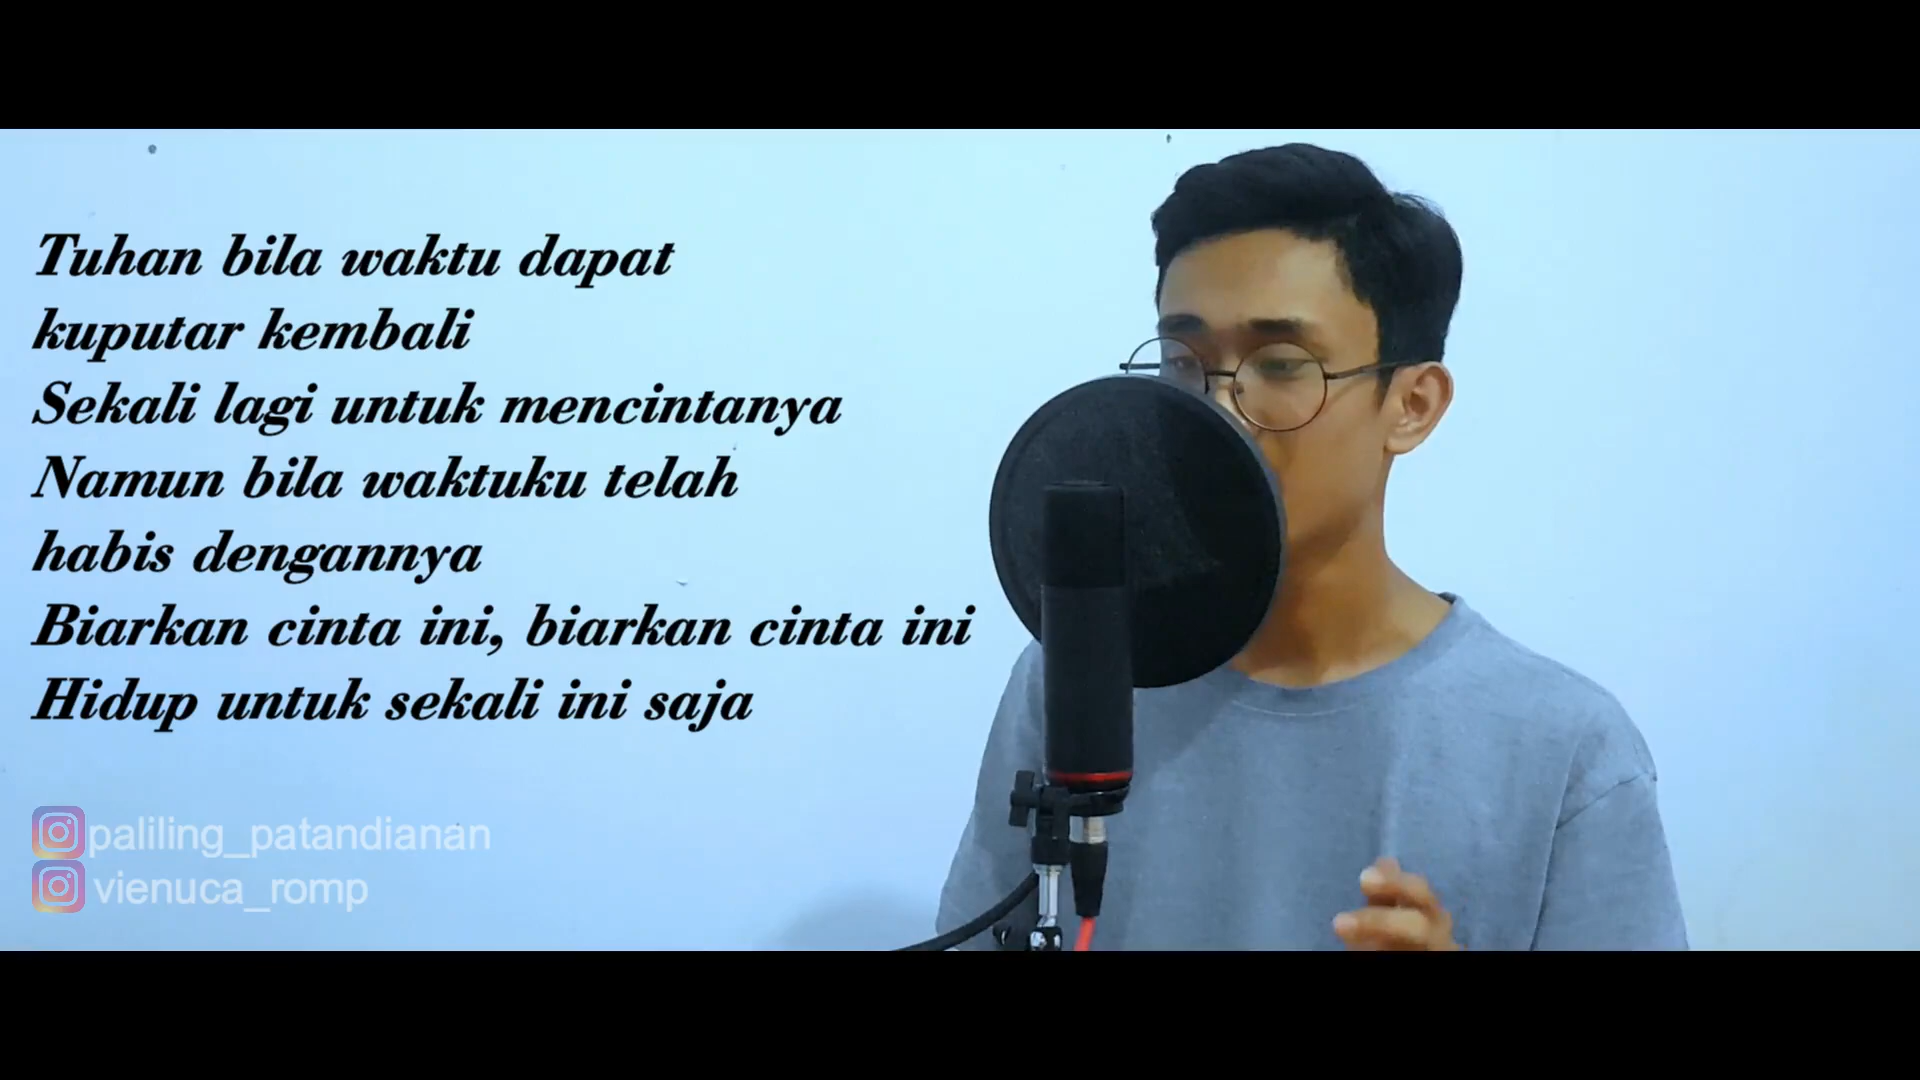 Tuhan bila waktu dapat
kuputar kembali
Sekali lagi untuk mencintanya
Namun bila waktuku telah
habis dengannya
Biarkan cinta ini, biarkan cinta ini
Hidup untuk sekali ini saja
paliling_patandianan
vienuca_romp